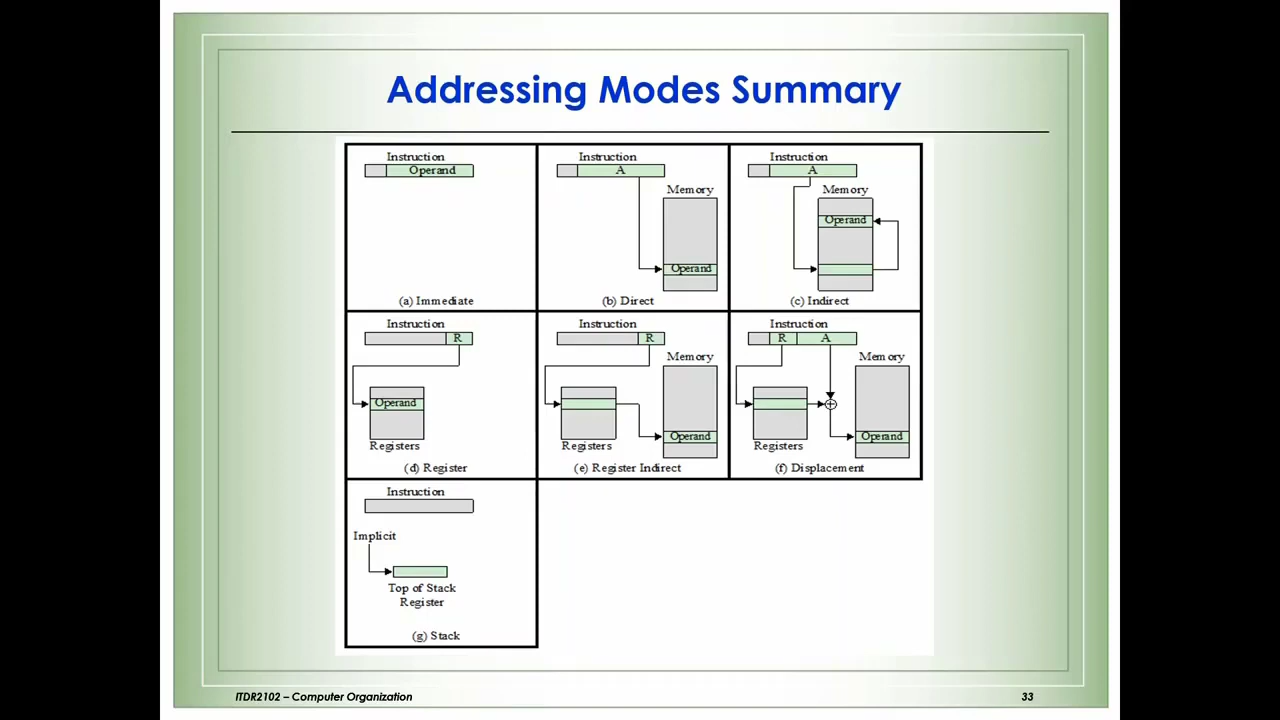 Addressing Modes Summary
Instruction
Operand
(a) Immediate
Instruction
A
Memory
Operand
(b) Direct
Instruction
A
Memory
Operand
(c) Indirect
Instruction
R
Operand
Registers
(d) Register
Instruction
R
Memory
Operand
Registers
(e) Register Indirect
Instruction
R A
Memory
Operand
Registers
(f) Displacement
Instruction
Implicit
Top of Stack
Register
(g) Stack
ITDR2102 – Computer Organization
33